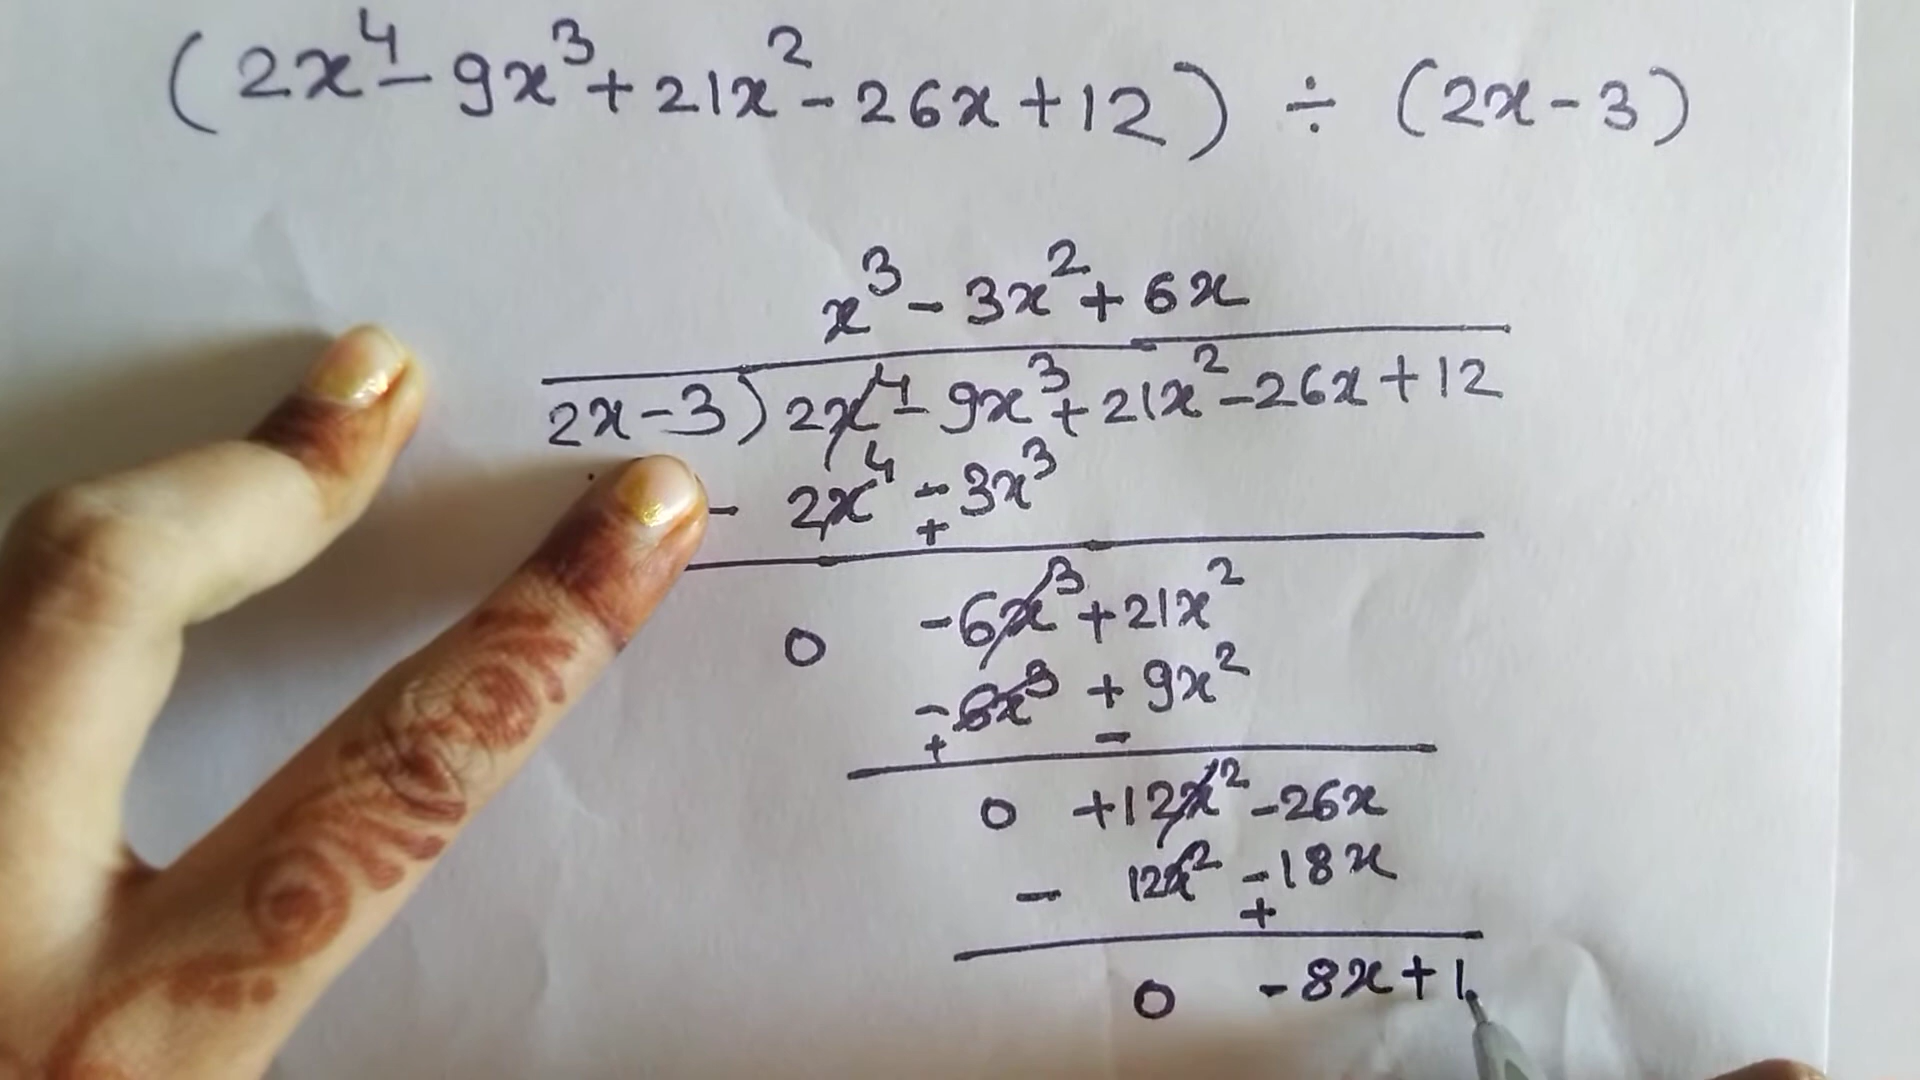 (2x⁴ - 9x³ + 21x² - 26x + 12) ÷ (2x - 3)
x³ - 3x² + 6x
2x - 3) 2x⁴ - 9x³ + 21x² - 26x + 12
- 2x⁴ - 3x³
+
0 - 6x³ + 21x²
- 6x³ + 9x²
+ -
0 + 12x² - 26x
- 12x² - 18x
+
0 - 8x + 1